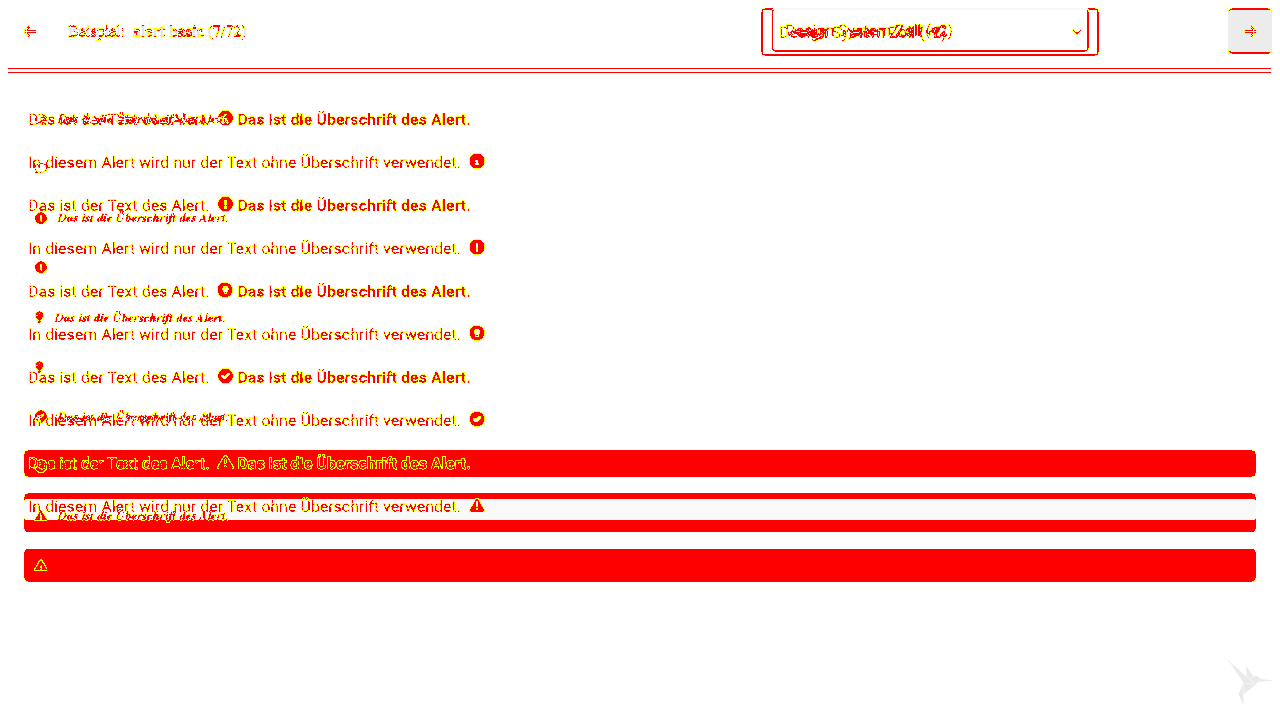 Beispiel: alert basic (7/72)
Design System Zoll (v2)
Das ist der Text des Alert. Das ist die Überschrift des Alert.
In diesem Alert wird nur der Text ohne Überschrift verwendet.
Das ist der Text des Alert. Das ist die Überschrift des Alert.
Das ist die Überschrift des Alert.
In diesem Alert wird nur der Text ohne Überschrift verwendet.
Das ist der Text des Alert. Das ist die Überschrift des Alert.
Das ist die Überschrift des Alert.
In diesem Alert wird nur der Text ohne Überschrift verwendet.
Das ist der Text des Alert. Das ist die Überschrift des Alert.
In diesem Alert wird nur der Text ohne Überschrift verwendet.
Das ist der Text des Alert. Das ist die Überschrift des Alert.
In diesem Alert wird nur der Text ohne Überschrift verwendet.
Das ist die Überschrift des Alert.